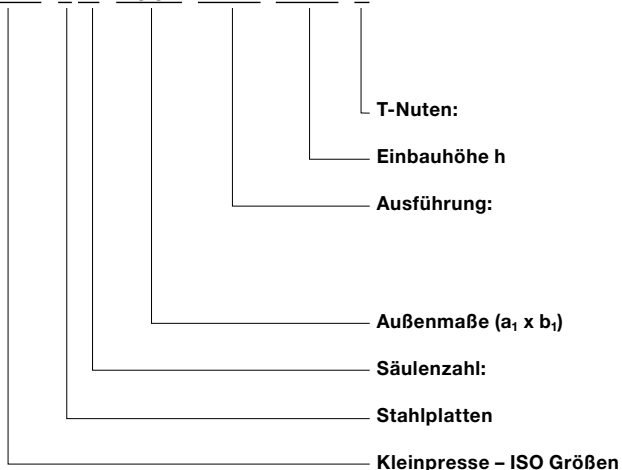 T-Nuten:
Einbauhöhe h
Ausführung:
Außenmaße (a₁ x b₁)
Säulenzahl:
Stahlplatten
Kleinpresse – ISO Größen